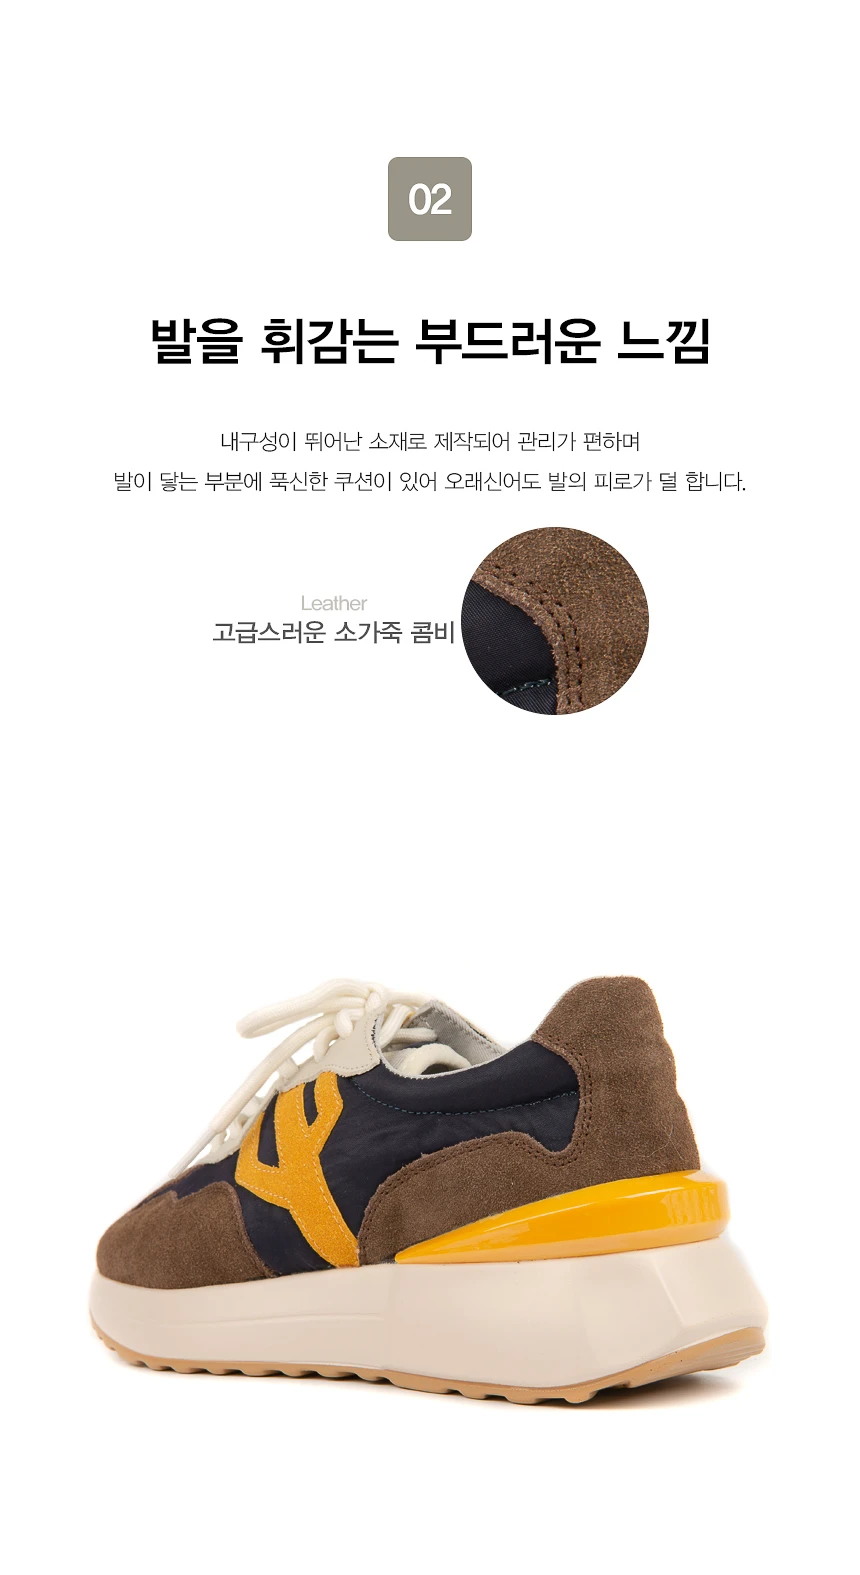 02
발을 휘감는 부드러운 느낌
내구성이 뛰어난 소재로 제작되어 관리가 편하며
발이 닿는 부분에 푹신한 쿠션이 있어 오래신어도 발의 피로가 덜 합니다.
Leather
고급스러운 소가죽 콤비